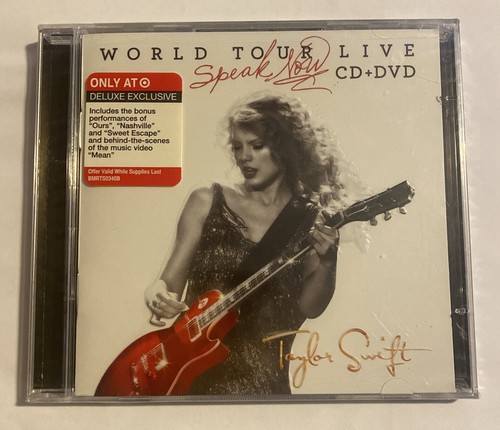 WORLD TOUR LIVE
Speak Now CD+DVD
ONLY AT
DELUXE EXCLUSIVE
Includes the bonus
performances of
"Ours", "Nashville"
and "Sweet Escape"
and behind-the-scenes
of the music video
"Mean"
Offer Valid While Supplies Last
BMRTS0340B
Taylor Swift